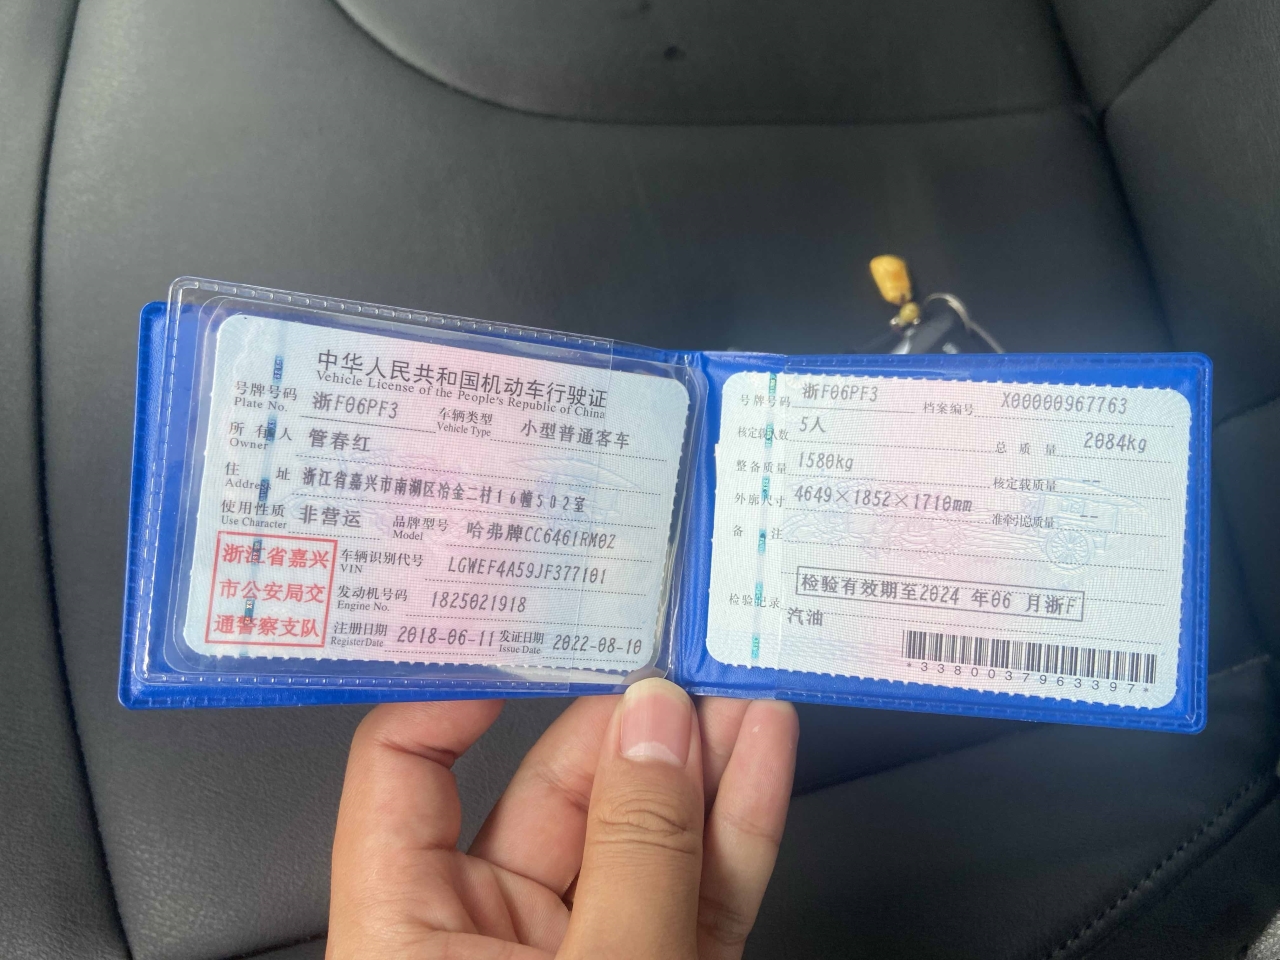 中华人民共和国机动车行驶证
Vehicle License of the People's Republic of China
号牌号码 浙F06PF3 车辆类型 小型普通客车
Plate No. Vehicle Type
所有人 管春红
Owner
住址 浙江省嘉兴市南湖区冶金二村16幢502室
Address
使用性质 非营运 品牌型号 哈弗牌CC6461RM0Z
Use Character Model
浙江省嘉兴
市公安局交
通警察支队
车辆识别代号 LGWEF4A59JF377101
VIN
发动机号码 1825021918
Engine No.
注册日期 2018-06-11 发证日期 2022-08-10
Register Date Issue Date
号牌号码 浙F06PF3 档案编号 X00000967763
核定载人数 5人 总质量 2084kg
整备质量 1580kg 核定载质量 --
外廓尺寸 4649×1852×1710mm 准牵引总质量 --
备注
检验有效期至2024 年06 月浙F
检验记录
汽油
*3380037963397*